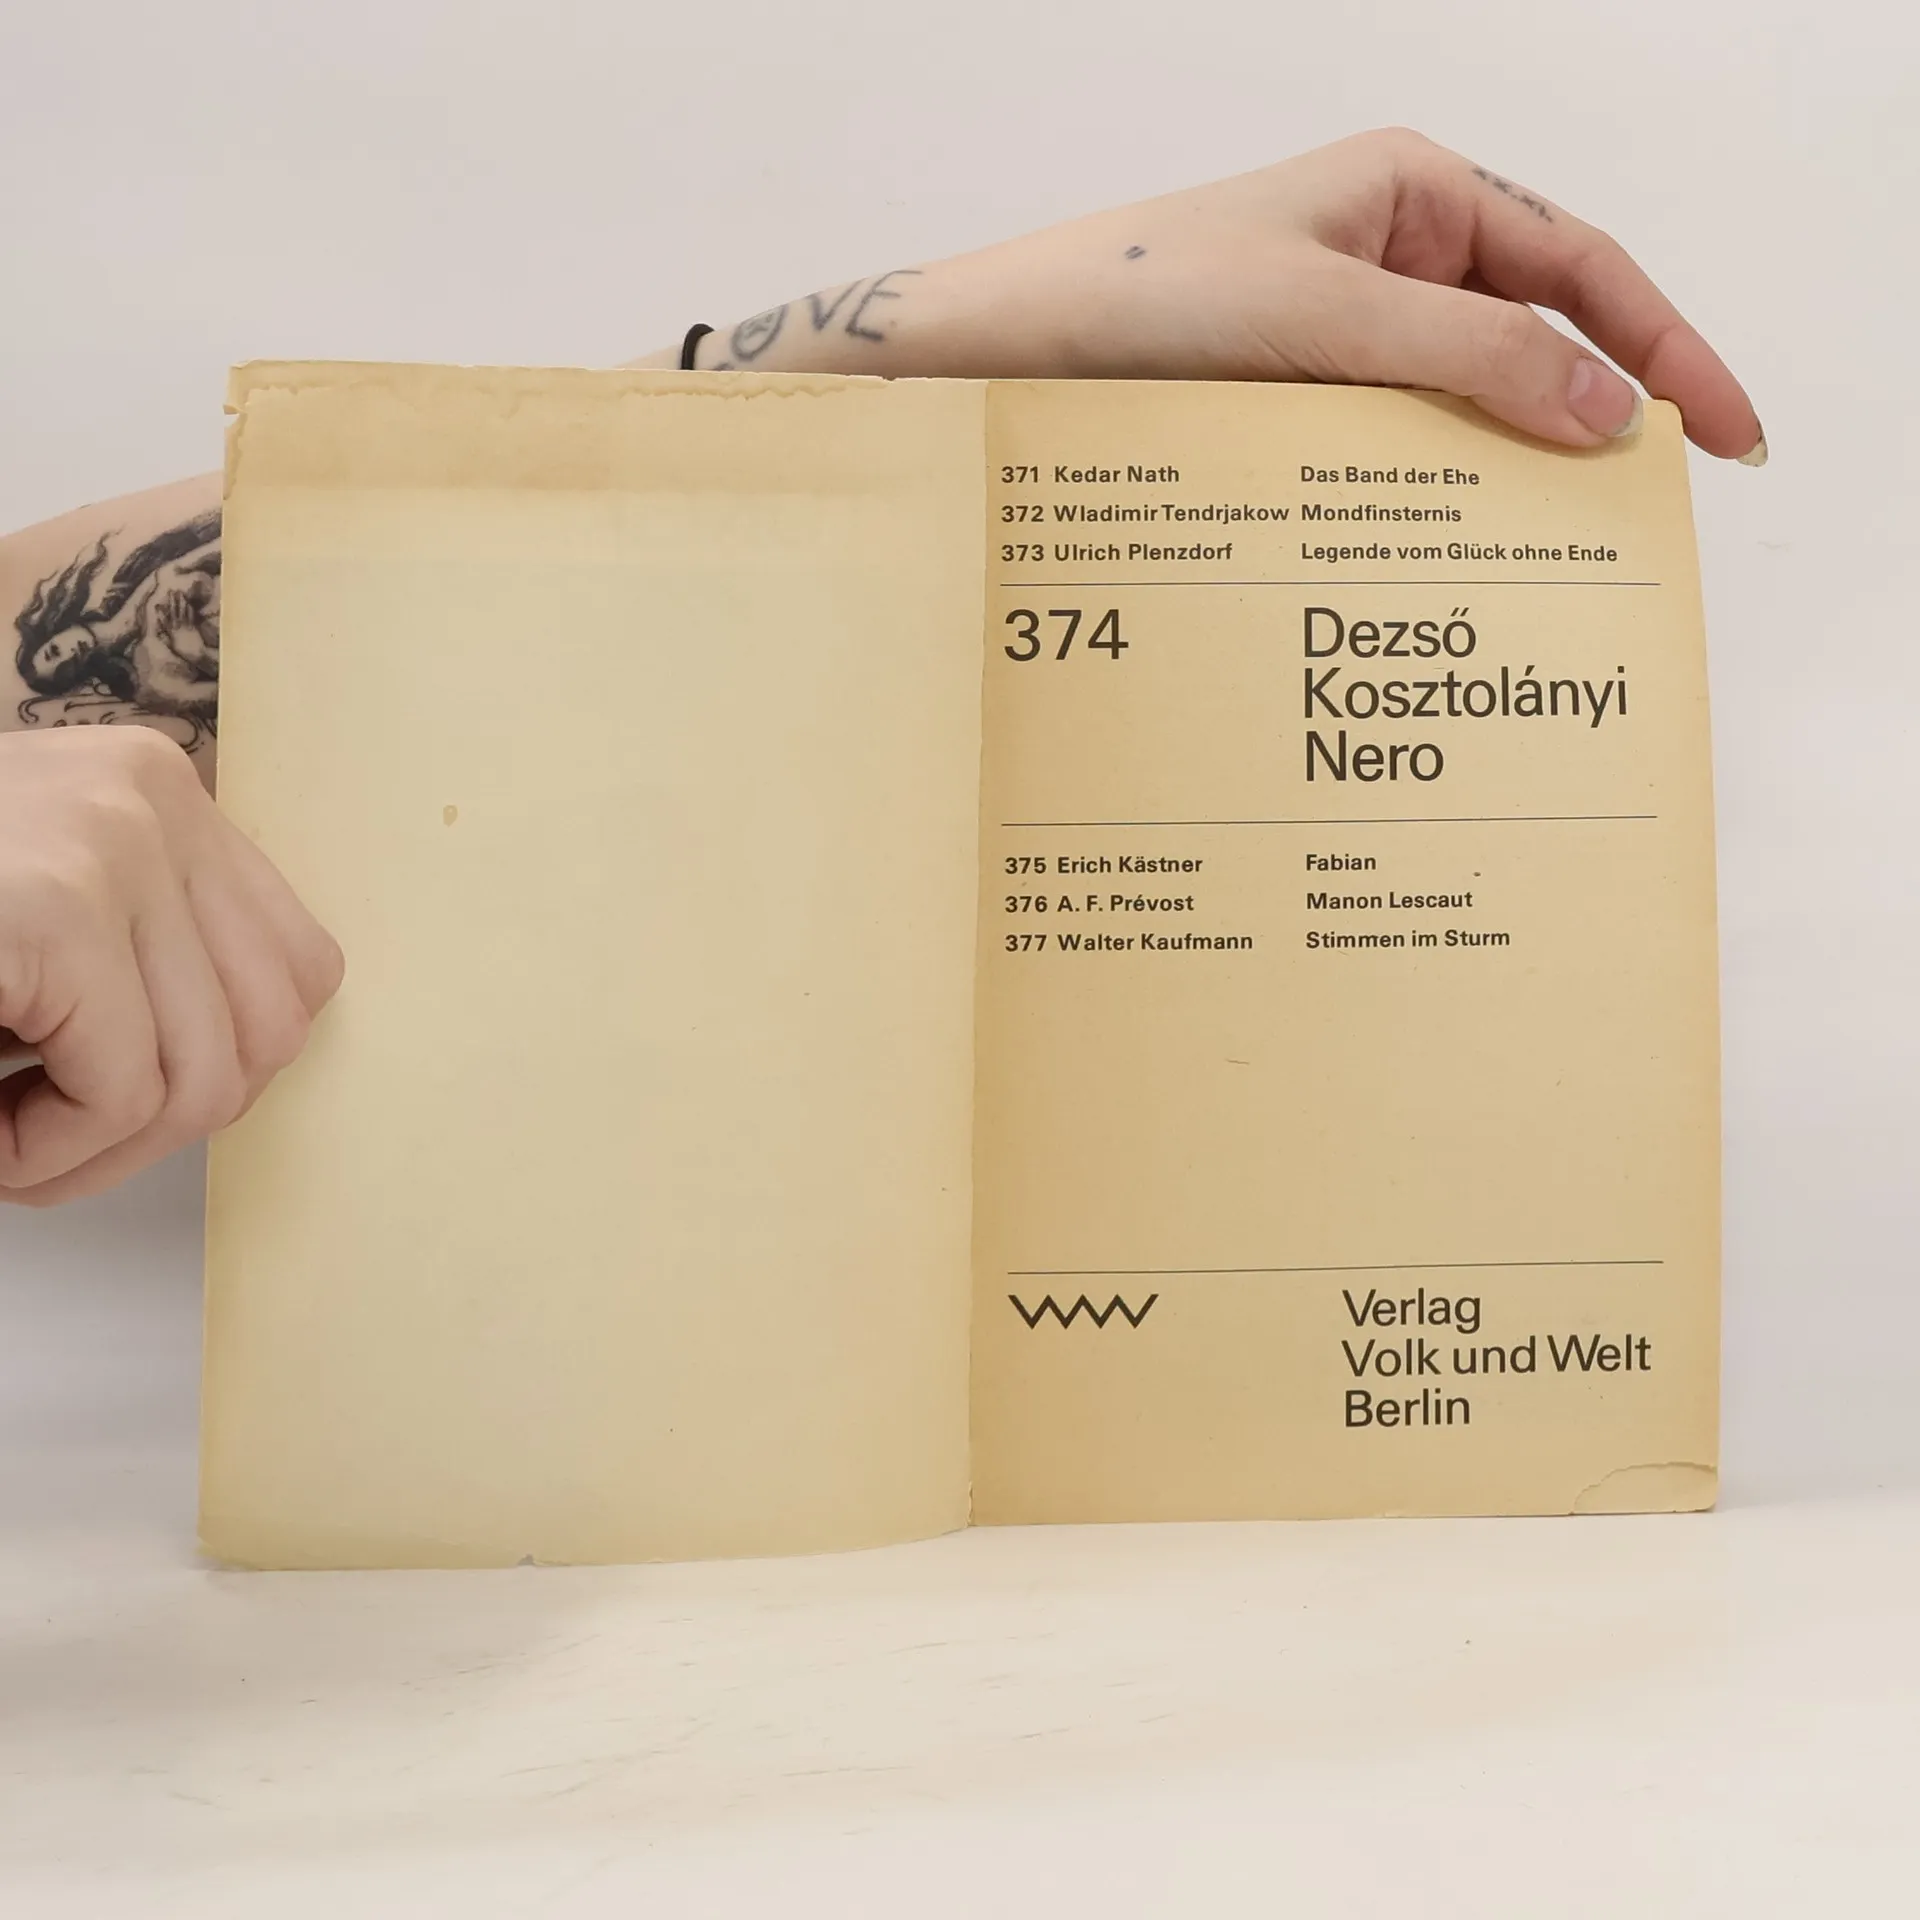 LOVE
371 Kedar Nath Das Band der Ehe
372 Wladimir Tendrjakow Mondfinsternis
373 Ulrich Plenzdorf Legende vom Glück ohne Ende
374 Dezső
Kosztolányi
Nero
375 Erich Kästner Fabian
376 A. F. Prévost Manon Lescaut
377 Walter Kaufmann Stimmen im Sturm
Verlag
Volk und Welt
Berlin